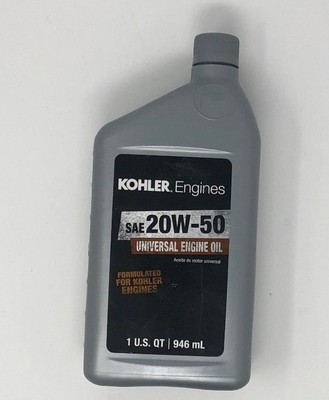 KOHLER. Engines
SAE 20W-50
UNIVERSAL ENGINE OIL
Aceite de motor universal
FORMULATED
FOR KOHLER
ENGINES
1 U.S. QT | 946 mL